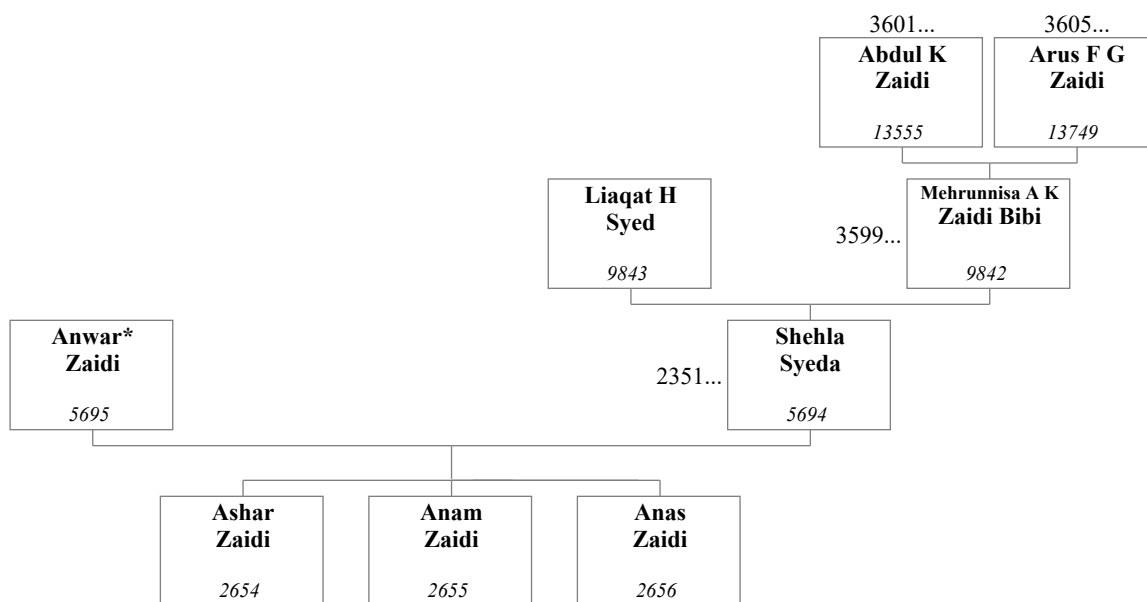 3601...
3605...
Abdul K
Zaidi
13555
Arus F G
Zaidi
13749
Liaqat H
Syed
9843
3599...
Mehrunnisa A K
Zaidi Bibi
9842
Anwar*
Zaidi
5695
2351...
Shehla
Syeda
5694
Ashar
Zaidi
2654
Anam
Zaidi
2655
Anas
Zaidi
2656